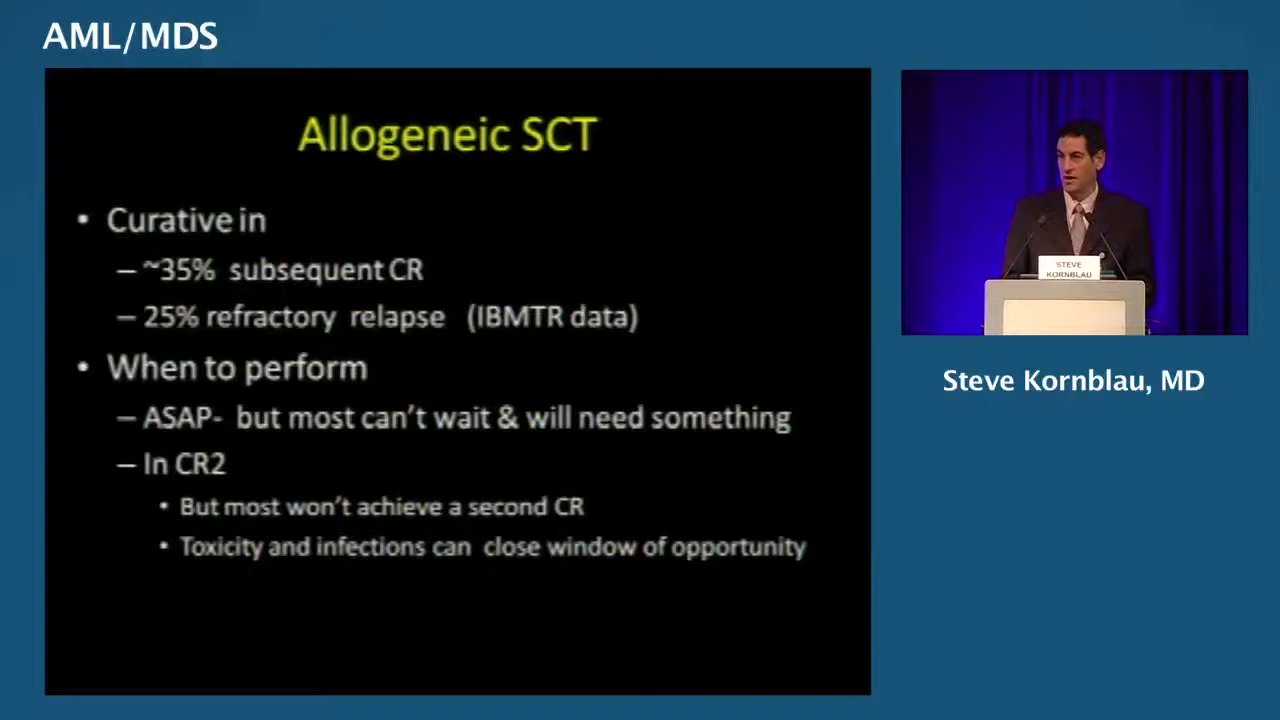 AML/MDS
Allogeneic SCT
• Curative in
– ~35% subsequent CR
– 25% refractory relapse (IBMTR data)
• When to perform
– ASAP- but most can't wait & will need something
– In CR2
• But most won't achieve a second CR
• Toxicity and infections can close window of opportunity
STEVE
KORNBLAU
Steve Kornblau, MD